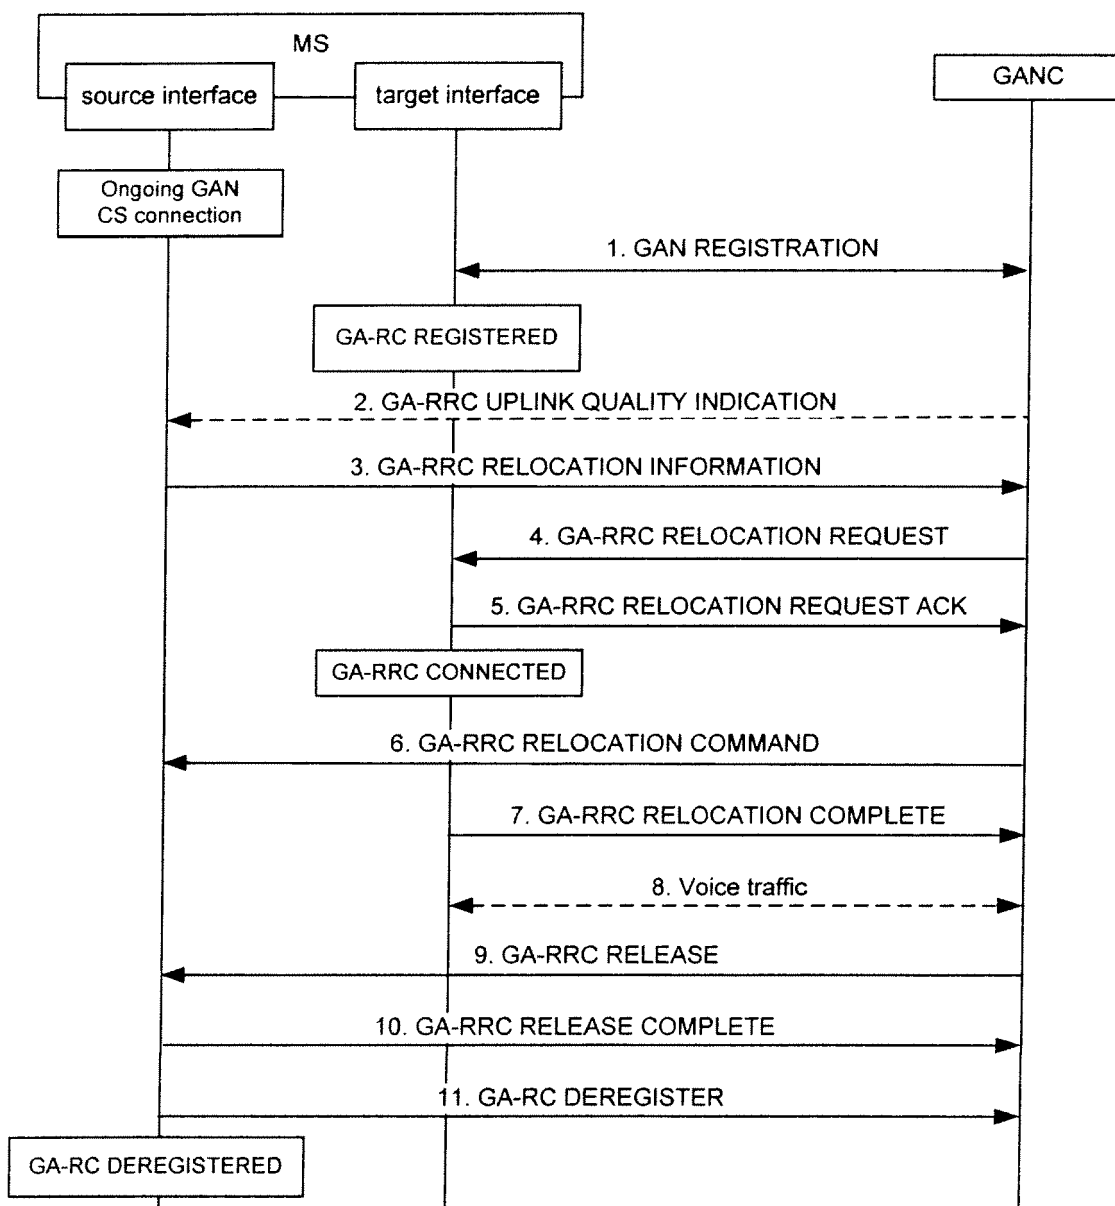 MS
source interface
target interface
GANC
Ongoing GAN
CS connection
1. GAN REGISTRATION
GA-RC REGISTERED
2. GA-RRC UPLINK QUALITY INDICATION
3. GA-RRC RELOCATION INFORMATION
4. GA-RRC RELOCATION REQUEST
5. GA-RRC RELOCATION REQUEST ACK
GA-RRC CONNECTED
6. GA-RRC RELOCATION COMMAND
7. GA-RRC RELOCATION COMPLETE
8. Voice traffic
9. GA-RRC RELEASE
10. GA-RRC RELEASE COMPLETE
11. GA-RC DEREGISTER
GA-RC DEREGISTERED